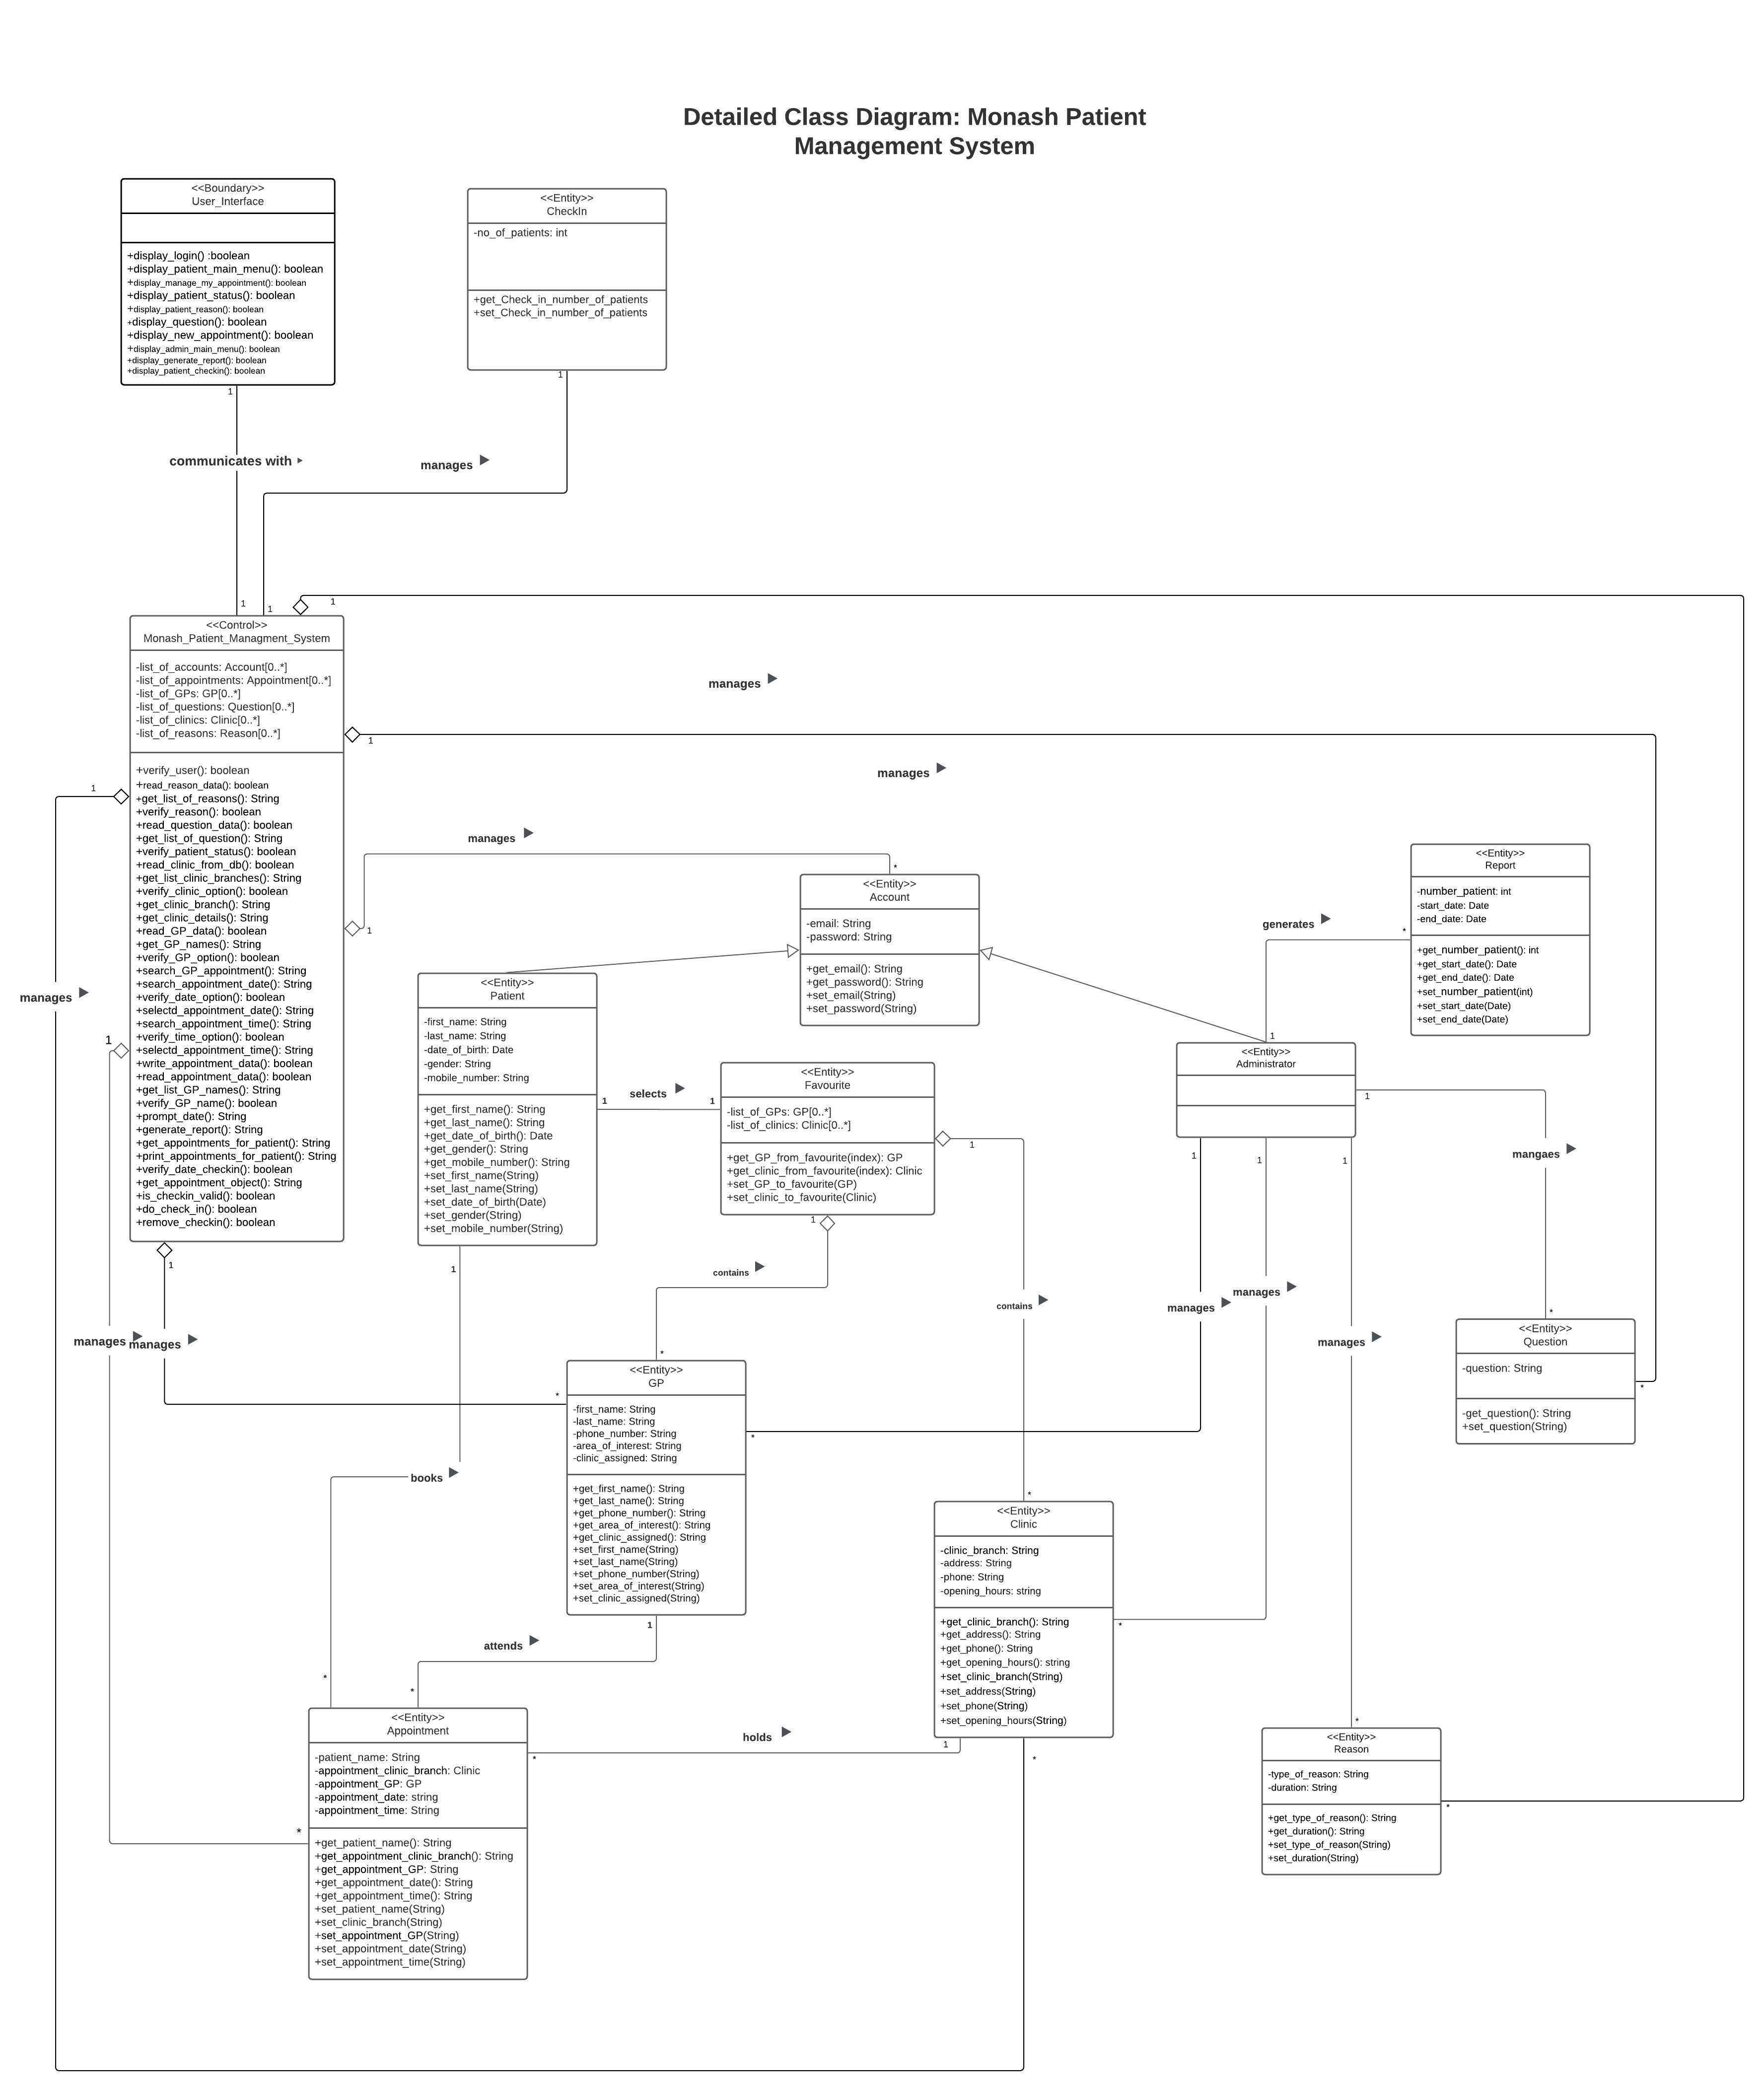 Detailed Class Diagram: Monash Patient
Management System
<<Boundary>>
User_Interface
+display_login() :boolean
+display_patient_main_menu(): boolean
+display_manage_my_appointment(): boolean
+display_patient_status(): boolean
+display_patient_reason(): boolean
+display_question(): boolean
+display_new_appointment(): boolean
+display_admin_main_menu(): boolean
+display_generate_report(): boolean
+display_patient_checkin(): boolean
<<Entity>>
CheckIn
-no_of_patients: int
+get_Check_in_number_of_patients
+set_Check_in_number_of_patients
1
1
communicates with
manages
1
1
1
<<Control>>
Monash_Patient_Managment_System
-list_of_accounts: Account[0..*]
-list_of_appointments: Appointment[0..*]
-list_of_GPs: GP[0..*]
-list_of_questions: Question[0..*]
-list_of_clinics: Clinic[0..*]
-list_of_reasons: Reason[0..*]
+verify_user(): boolean
+read_reason_data(): boolean
+get_list_of_reasons(): String
+verify_reason(): boolean
+read_question_data(): boolean
+get_list_of_question(): String
+verify_patient_status(): boolean
+read_clinic_from_db(): boolean
+get_list_clinic_branches(): String
+verify_clinic_option(): boolean
+get_clinic_branch(): String
+get_clinic_details(): String
+read_GP_data(): boolean
+get_GP_names(): String
+verify_GP_option(): boolean
+search_GP_appointment(): String
+search_appointment_date(): String
+verify_date_option(): boolean
+selectd_appointment_date(): String
+search_appointment_time(): String
+verify_time_option(): boolean
+selectd_appointment_time(): String
+write_appointment_data(): boolean
+read_appointment_data(): boolean
+get_list_GP_names(): String
+verify_GP_name(): boolean
+prompt_date(): String
+generate_report(): String
+get_appointments_for_patient(): String
+print_appointments_for_patient(): String
+verify_date_checkin(): boolean
+get_appointment_object(): String
+is_checkin_valid(): boolean
+do_check_in(): boolean
+remove_checkin(): boolean
manages
1
manages
1
manages
*
1
manages
1
1
manages
manages
1
<<Entity>>
Account
-email: String
-password: String
+get_email(): String
+get_password(): String
+set_email(String)
+set_password(String)
<<Entity>>
Report
-number_patient: int
-start_date: Date
-end_date: Date
+get_number_patient(): int
+get_start_date(): Date
+get_end_date(): Date
+set_number_patient(int)
+set_start_date(Date)
+set_end_date(Date)
generates
*
1
<<Entity>>
Patient
-first_name: String
-last_name: String
-date_of_birth: Date
-gender: String
-mobile_number: String
+get_first_name(): String
+get_last_name(): String
+get_date_of_birth(): Date
+get_gender(): String
+get_mobile_number(): String
+set_first_name(String)
+set_last_name(String)
+set_date_of_birth(Date)
+set_gender(String)
+set_mobile_number(String)
1
selects
1
<<Entity>>
Favourite
-list_of_GPs: GP[0..*]
-list_of_clinics: Clinic[0..*]
+get_GP_from_favourite(index): GP
+get_clinic_from_favourite(index): Clinic
+set_GP_to_favourite(GP)
+set_clinic_to_favourite(Clinic)
<<Entity>>
Administrator
1
1
1
1
mangaes
*
1
contains
*
1
contains
*
manages
manages
manages
1
books
*
<<Entity>>
Question
-question: String
-get_question(): String
+set_question(String)
*
*
<<Entity>>
GP
-first_name: String
-last_name: String
-phone_number: String
-area_of_interest: String
-clinic_assigned: String
+get_first_name(): String
+get_last_name(): String
+get_phone_number(): String
+get_area_of_interest(): String
+get_clinic_assigned(): String
+set_first_name(String)
+set_last_name(String)
+set_phone_number(String)
+set_area_of_interest(String)
+set_clinic_assigned(String)
*
1
attends
*
<<Entity>>
Clinic
-clinic_branch: String
-address: String
-phone: String
-opening_hours: string
+get_clinic_branch(): String
+get_address(): String
+get_phone(): String
+get_opening_hours(): string
+set_clinic_branch(String)
+set_address(String)
+set_phone(String)
+set_opening_hours(String)
*
1
*
holds
*
<<Entity>>
Appointment
-patient_name: String
-appointment_clinic_branch: Clinic
-appointment_GP: GP
-appointment_date: string
-appointment_time: String
+get_patient_name(): String
+get_appointment_clinic_branch(): String
+get_appointment_GP: String
+get_appointment_date(): String
+get_appointment_time(): String
+set_patient_name(String)
+set_clinic_branch(String)
+set_appointment_GP(String)
+set_appointment_date(String)
+set_appointment_time(String)
*
*
<<Entity>>
Reason
-type_of_reason: String
-duration: String
+get_type_of_reason(): String
+get_duration(): String
+set_type_of_reason(String)
+set_duration(String)
*